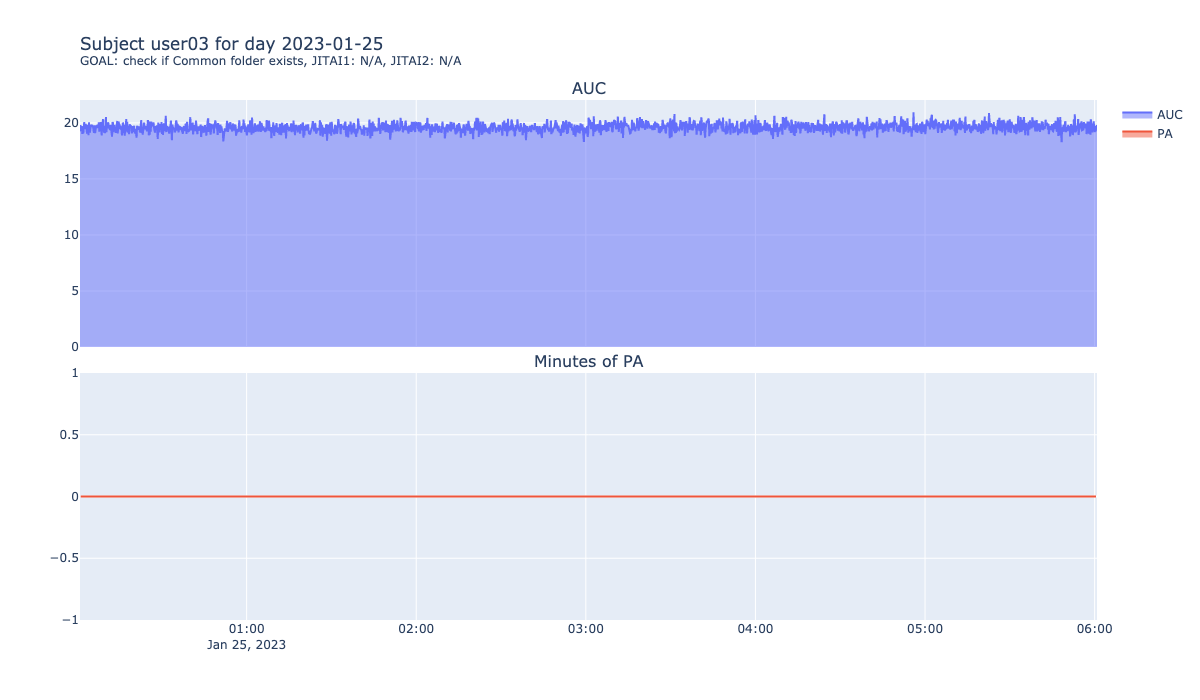 Subject user03 for day 2023-01-25
GOAL: check if Common folder exists, JITAI1: N/A, JITAI2: N/A
AUC
20
15
10
5
0
AUC
PA
Minutes of PA
1
0.5
0
−0.5
−1
01:00
02:00
03:00
04:00
05:00
06:00
Jan 25, 2023